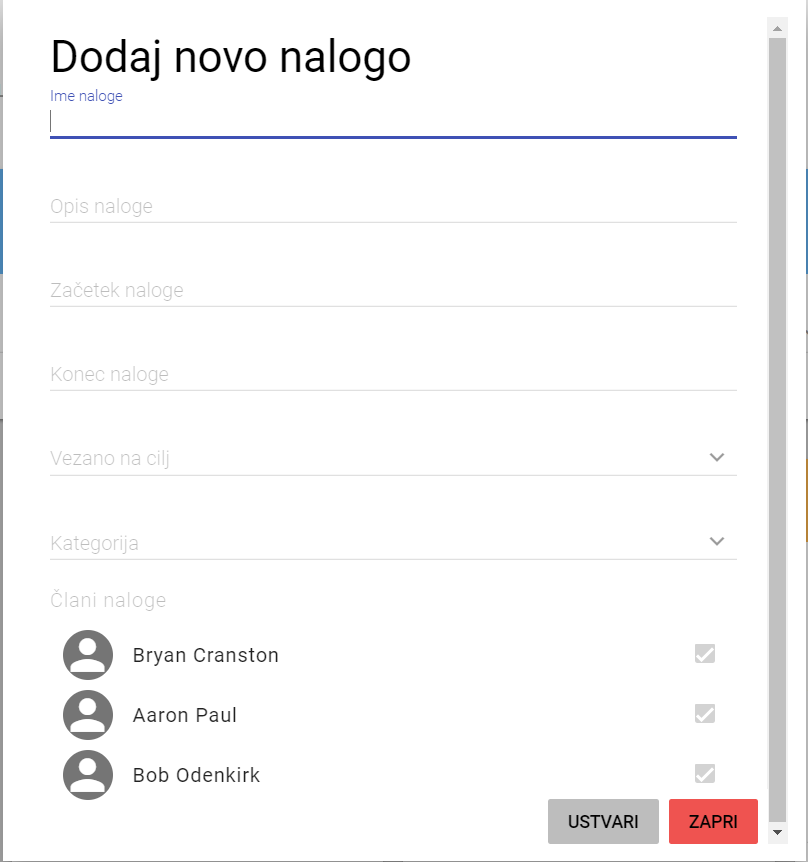 Dodaj novo nalogo
Ime naloge
Opis naloge
Začetek naloge
Konec naloge
Vezano na cilj
Kategorija
Člani naloge
Bryan Cranston
Aaron Paul
Bob Odenkirk
USTVARI ZAPRI